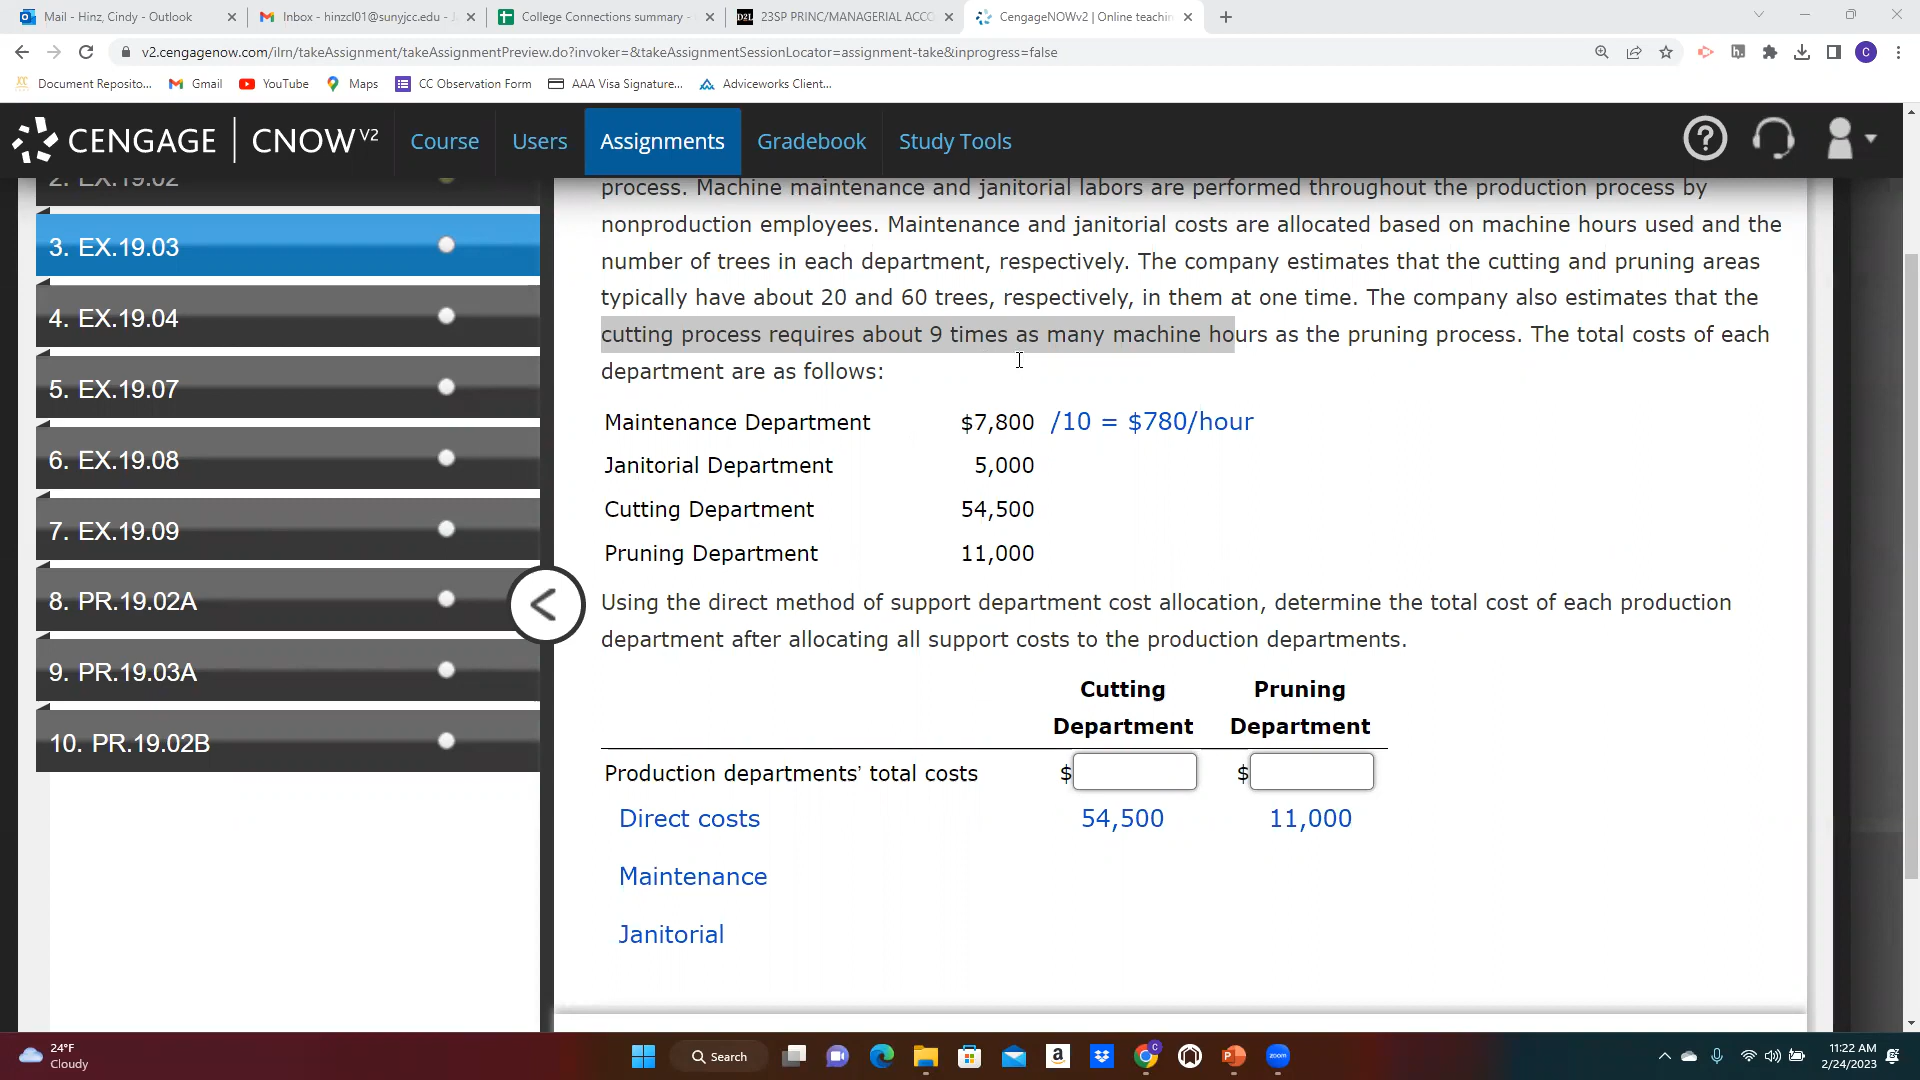 Mail - Hinz, Cindy - Outlook
Inbox - hinzcl01@sunyjcc.edu - J
College Connections summary -
23SP PRINC/MANAGERIAL ACCO
CengageNOWv2 | Online teachin
v2.cengagenow.com/ilrn/takeAssignment/takeAssignmentPreview.do?invoker=&takeAssignmentSessionLocator=assignment-take&inprogress=false
Document Reposito...
Gmail
YouTube
Maps
CC Observation Form
AAA Visa Signature...
Adviceworks Client...
CENGAGE
CNOWv2
Course
Users
Assignments
Gradebook
Study Tools
2. EX.19.02
3. EX.19.03
4. EX.19.04
5. EX.19.07
6. EX.19.08
7. EX.19.09
8. PR.19.02A
9. PR.19.03A
10. PR.19.02B
process. Machine maintenance and janitorial labors are performed throughout the production process by
nonproduction employees. Maintenance and janitorial costs are allocated based on machine hours used and the
number of trees in each department, respectively. The company estimates that the cutting and pruning areas
typically have about 20 and 60 trees, respectively, in them at one time. The company also estimates that the
cutting process requires about 9 times as many machine hours as the pruning process. The total costs of each
department are as follows:
Maintenance Department $7,800 /10 = $780/hour
Janitorial Department 5,000
Cutting Department 54,500
Pruning Department 11,000
Using the direct method of support department cost allocation, determine the total cost of each production
department after allocating all support costs to the production departments.
Cutting Pruning
Department Department
Production departments' total costs $ $
Direct costs 54,500 11,000
Maintenance
Janitorial
24°F
Cloudy
Search
zoom
11:22 AM
2/24/2023